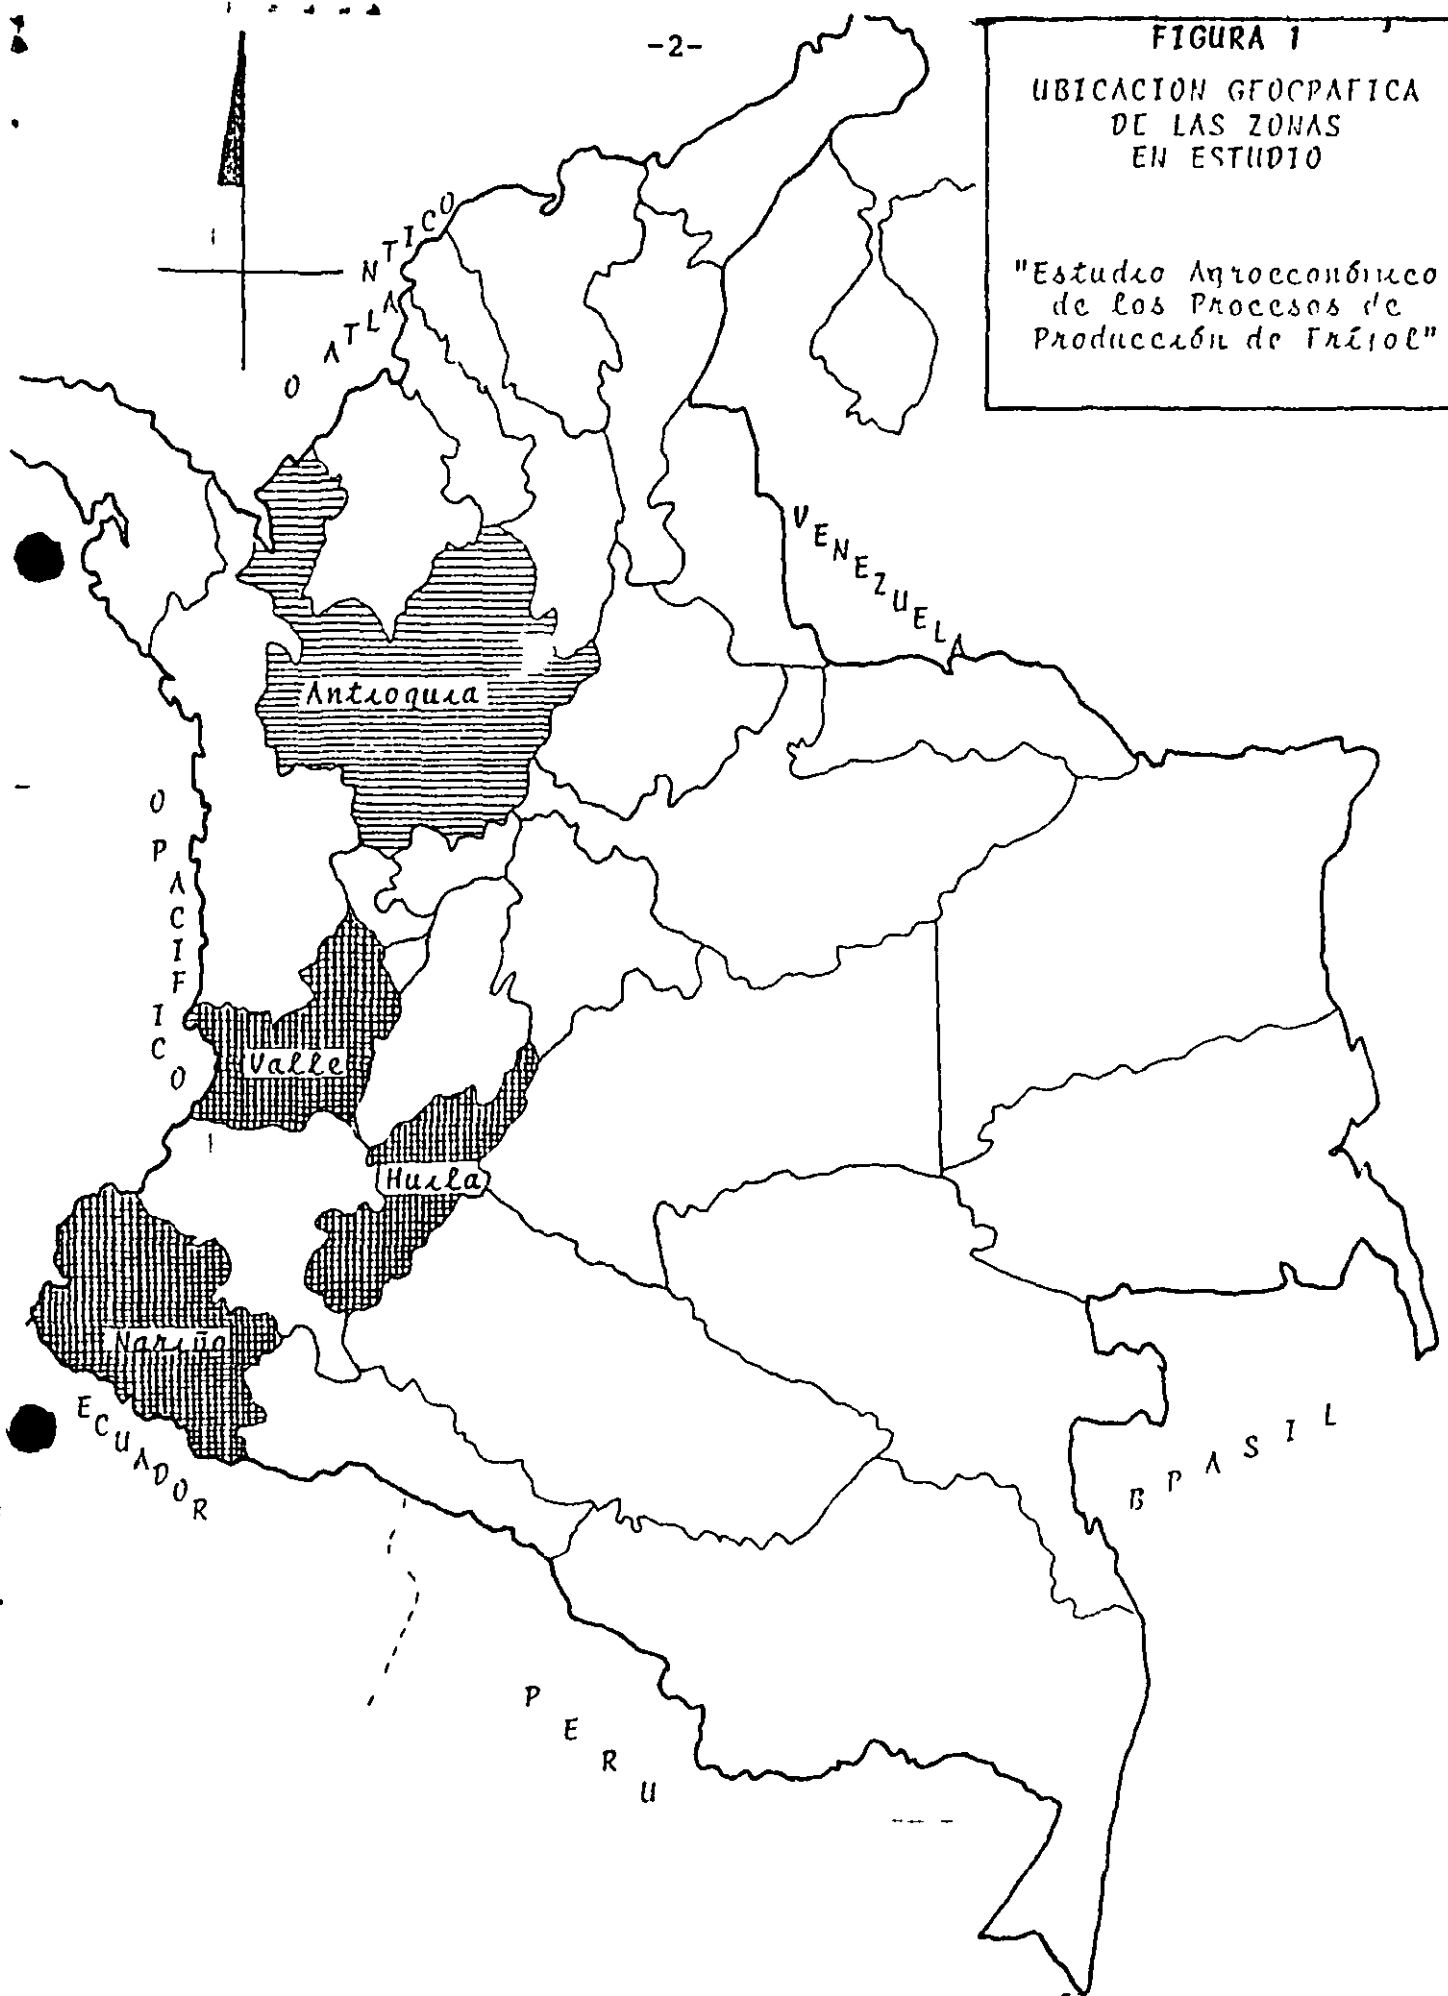 -2-
FIGURA 1
UBICACION GEOGRAFICA
DE LAS ZONAS
EN ESTUDIO
"Estudio Agroeconómico
de los Procesos de
Producción de Fríjol"
O ATLANTICO
VENEZUELA
Antioquia
O PACIFICO
Valle
Huila
Nariño
ECUADOR
BRASIL
PERU